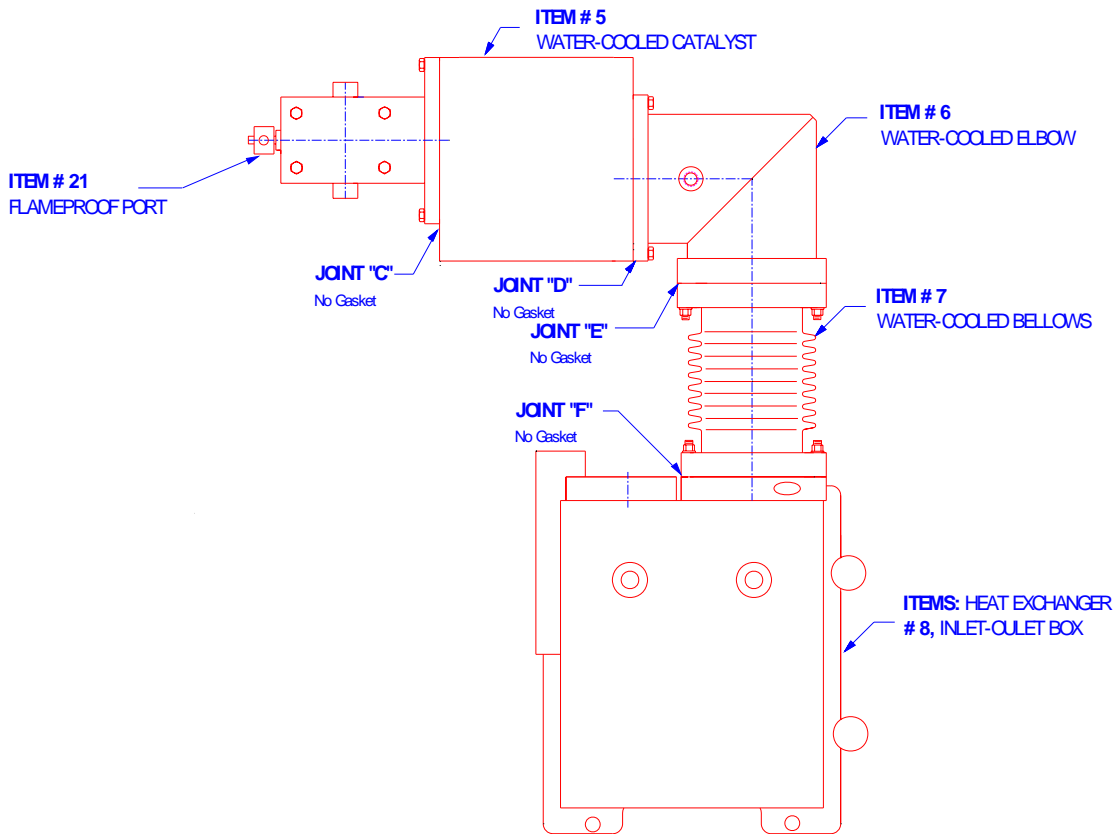 ITEM # 5
WATER-COOLED CATALYST
ITEM # 6
WATER-COOLED ELBOW
ITEM # 21
FLAMEPROOF PORT
JOINT "C"
No Gasket
JOINT "D"
No Gasket
JOINT "E"
No Gasket
ITEM # 7
WATER-COOLED BELLOWS
JOINT "F"
No Gasket
ITEMS: HEAT EXCHANGER
# 8, INLET-OULET BOX